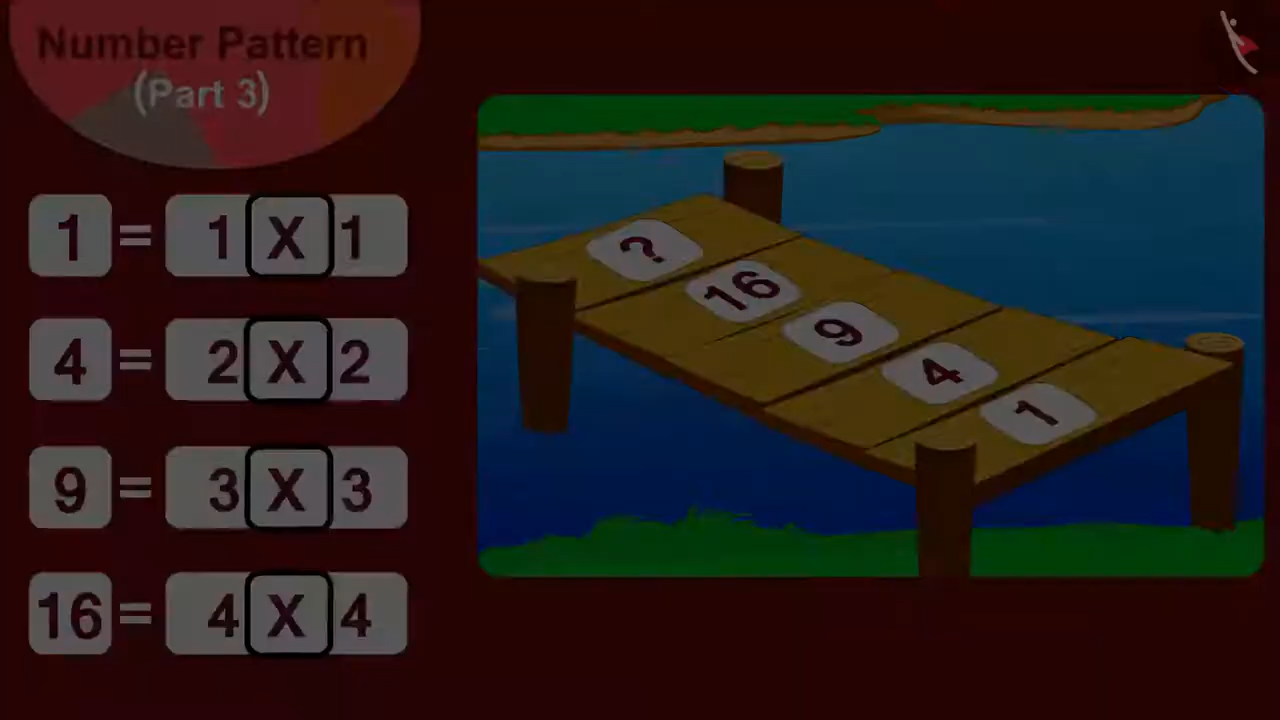 Number Pattern
(Part 3)
1 = 1 X 1
4 = 2 X 2
9 = 3 X 3
16 = 4 X 4
?
16
9
4
1